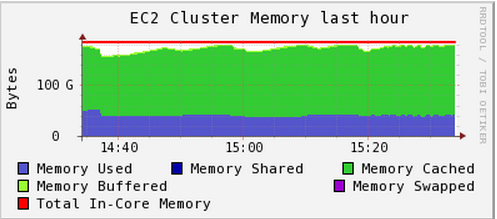 EC2 Cluster Memory last hour
RRDTOOL / TOBI OETIKER
Bytes
100 G
0
14:40 15:00 15:20
Memory Used Memory Shared Memory Cached
Memory Buffered Memory Swapped
Total In-Core Memory